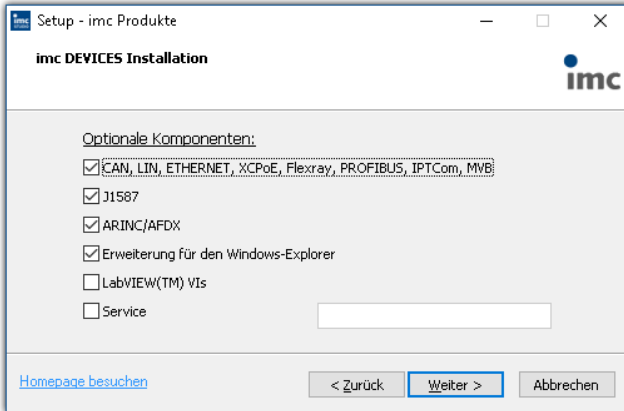 Setup - imc Produkte
imc DEVICES Installation
imc
Optionale Komponenten:
CAN, LIN, ETHERNET, XCPoE, Flexray, PROFIBUS, IPTCom, MVB
J1587
ARINC/AFDX
Erweiterung für den Windows-Explorer
LabVIEW(TM) VIs
Service
Homepage besuchen
< Zurück
Weiter >
Abbrechen